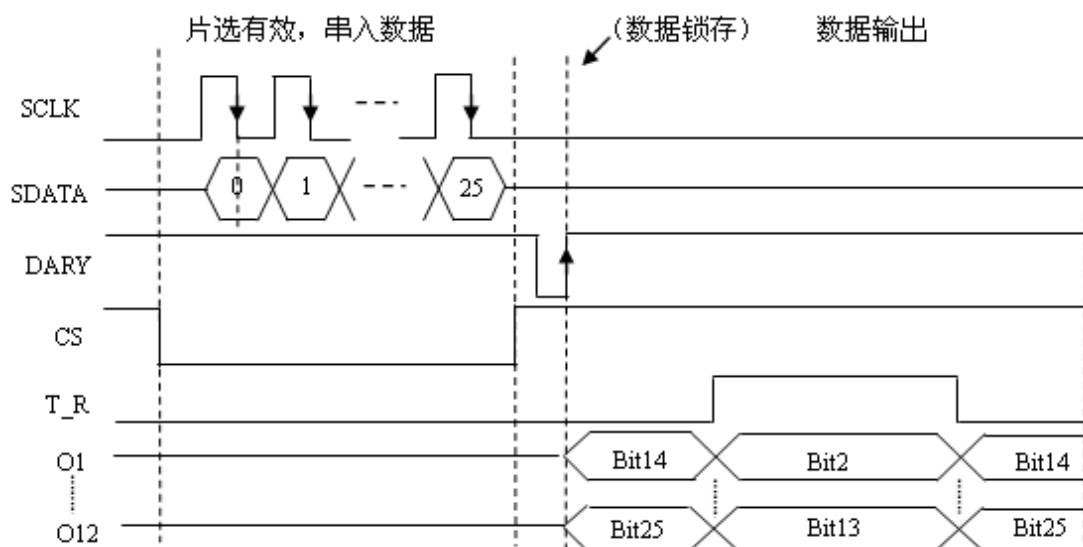 片选有效，串入数据 （数据锁存） 数据输出
SCLK
SDATA 0 1 25
DARY
CS
T_R
O1 Bit14 Bit2 Bit14
O12 Bit25 Bit13 Bit25